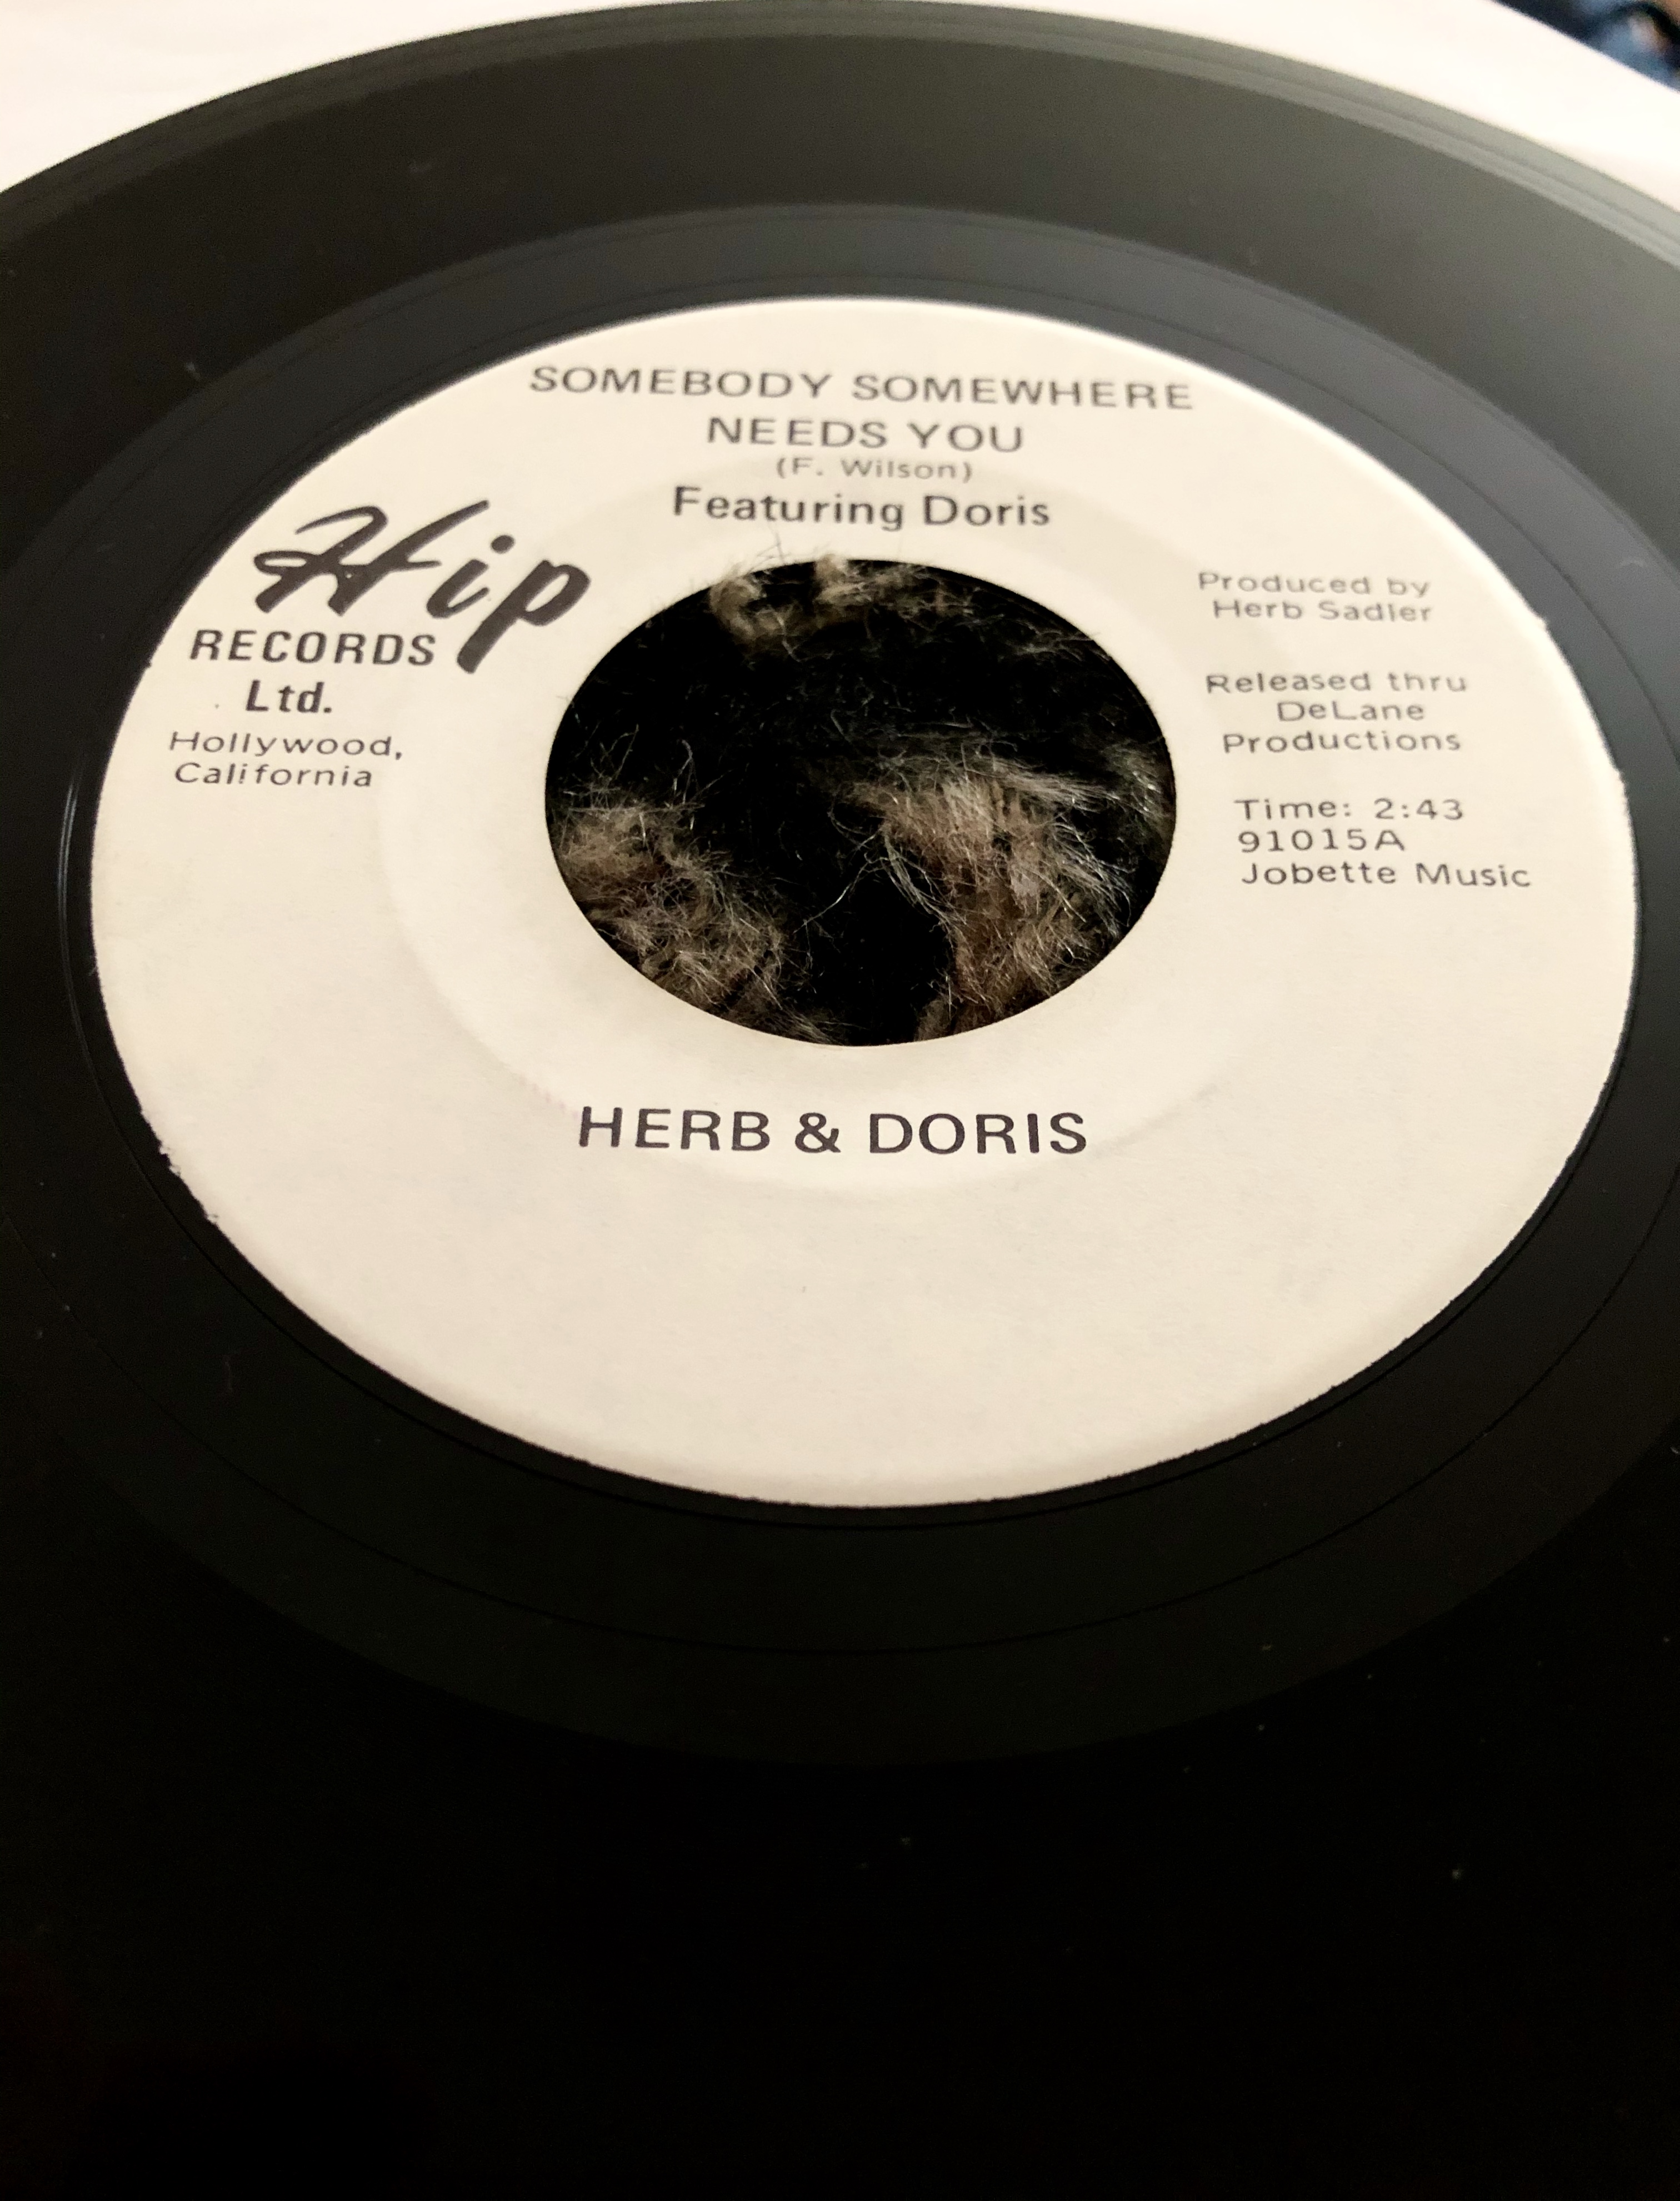 SOMEBODY SOMEWHERE
NEEDS YOU
(F. Wilson)
Featuring Doris
Hip
RECORDS
Ltd.
Hollywood,
California
Produced by
Herb Sadler
Released thru
DeLane
Productions
Time: 2:43
91015A
Jobette Music
HERB & DORIS